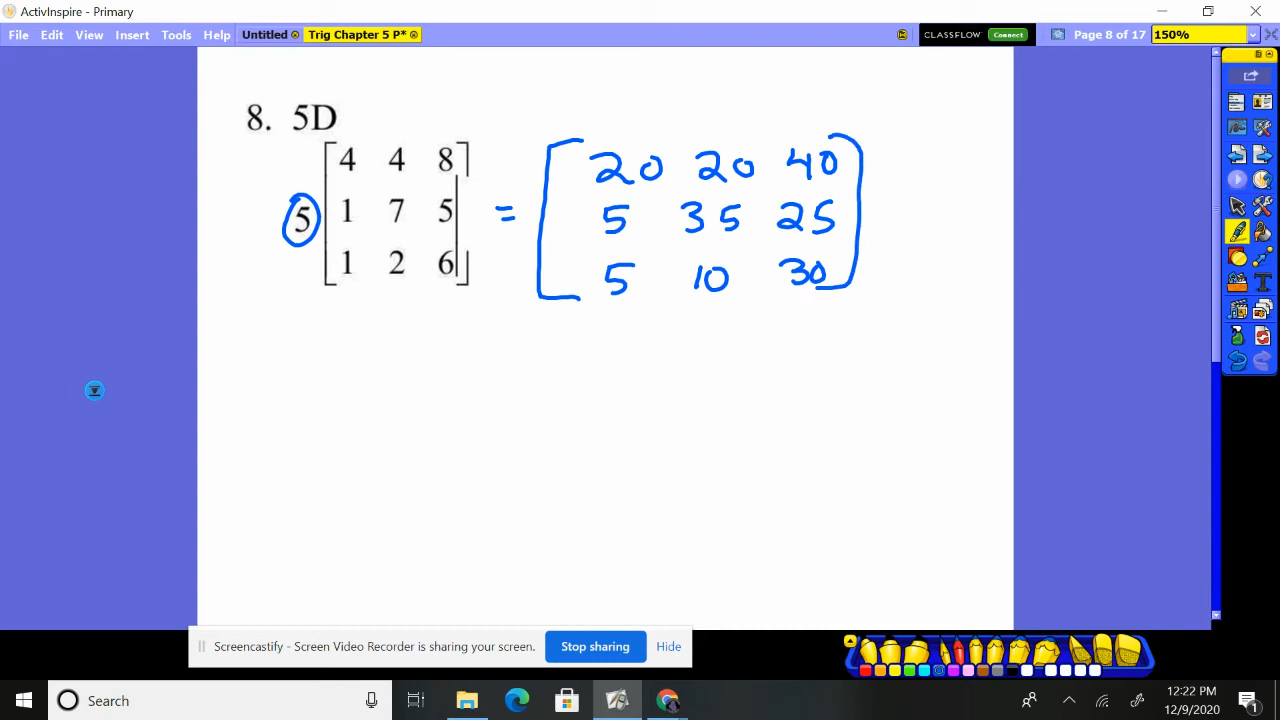 ActivInspire - Primary
File Edit View Insert Tools Help Untitled Trig Chapter 5 P* CLASSFLOW Connect Page 8 of 17 150%
8. 5D
4 4 8
5 1 7 5 =
1 2 6
20 20 40
5 35 25
5 10 30
Screencastify - Screen Video Recorder is sharing your screen. Stop sharing Hide
Search
12:22 PM
12/9/2020
1